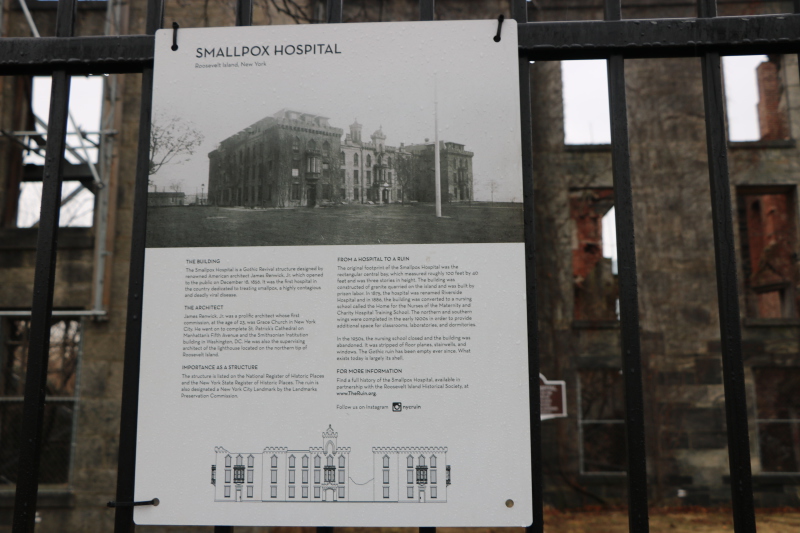 SMALLPOX HOSPITAL
Roosevelt Island, New York
THE BUILDING
The Smallpox Hospital is a Gothic Revival structure designed by
renowned American architect James Renwick, Jr. which opened
to the public on December 18, 1856. It was the first hospital in
the country dedicated to treating smallpox, a highly contagious
and deadly viral disease.
THE ARCHITECT
James Renwick, Jr. was a prolific architect whose first
commission, at the age of 25, was Grace Church in New York
City. He went on to complete St. Patrick's Cathedral on
Manhattan's Fifth Avenue and the Smithsonian Institution
building in Washington, DC. He was also the supervising
architect of the lighthouse located on the northern tip of
Roosevelt Island.
IMPORTANCE AS A STRUCTURE
The structure is listed on the National Register of Historic Places
and the New York State Register of Historic Places. The ruin is
also designated a New York City Landmark by the Landmarks
Preservation Commission.
FROM A HOSPITAL TO A RUIN
The original footprint of the Smallpox Hospital was the
rectangular central bay, which measured roughly 100 feet by 40
feet and was three stories in height. The building was
constructed of granite quarried on the island and was built by
prison labor. In 1875, the hospital was renamed Riverside
Hospital and in 1886, the building was converted to a nursing
school called the Home for the Nurses of the Maternity and
Charity Hospital Training School. The northern and southern
wings were completed in the early 1900s in order to provide
additional space for classrooms, laboratories, and dormitories.
In the 1950s, the nursing school closed and the building was
abandoned. It was stripped of floor plates, stairwells, and
windows. The Gothic ruin has been empty ever since. What
exists today is largely its shell.
FOR MORE INFORMATION
Find a full history of the Smallpox Hospital, available in
partnership with the Roosevelt Island Historical Society, at
www.TheRuin.org.
Follow us on Instagram nycruin